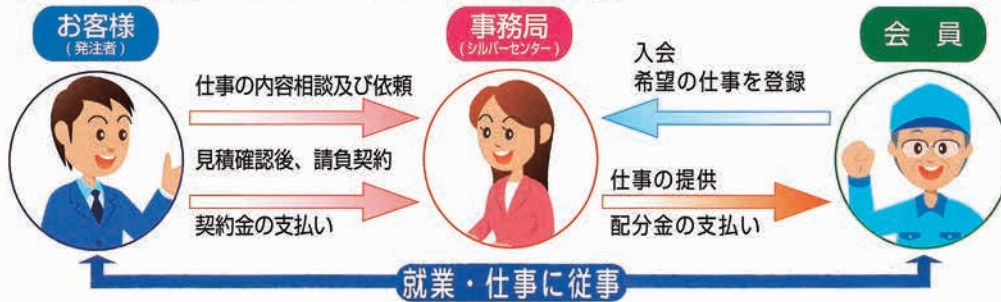 お客様
(発注者)
事務局
(シルバーセンター)
会員
仕事の内容相談及び依頼
見積確認後、請負契約
契約金の支払い
入会
希望の仕事を登録
仕事の提供
配分金の支払い
就業・仕事に従事